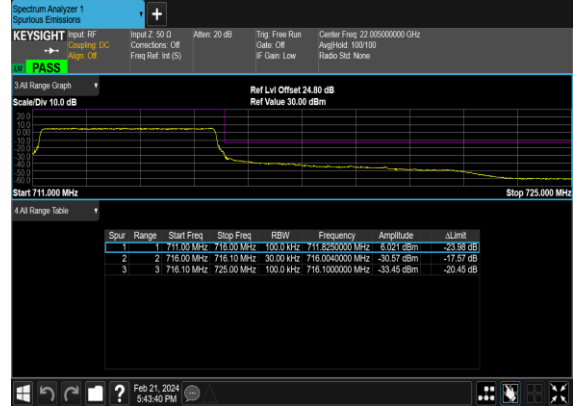 Spectrum Analyzer 1
Spurious Emissions
+
KEYSIGHT Input: RF Input Z: 50 Ω Atten: 20 dB Trig: Free Run Center Freq: 22.005000000 GHz
Coupling: DC Corrections: Off Gate: Off Avg|Hold: 100/100
Align: Off Freq Ref: Int (S) IF Gain: Low Radio Std: None
PASS
3 All Range Graph
Ref Lvl Offset 24.80 dB
Scale/Div 10.0 dB Ref Value 30.00 dBm
20.0
10.0
0.00
-10.0
-20.0
-30.0
-40.0
-50.0
-60.0
Start 711.000 MHz Stop 725.000 MHz
4 All Range Table
Spur Range Start Freq Stop Freq RBW Frequency Amplitude ΔLimit
1 1 711.00 MHz 716.00 MHz 100.0 kHz 711.8250000 MHz 6.021 dBm -23.98 dB
2 2 716.00 MHz 716.10 MHz 30.00 kHz 716.0040000 MHz -30.57 dBm -17.57 dB
3 3 716.10 MHz 725.00 MHz 100.0 kHz 716.1000000 MHz -33.45 dBm -20.45 dB
? Feb 21, 2024
5:43:40 PM